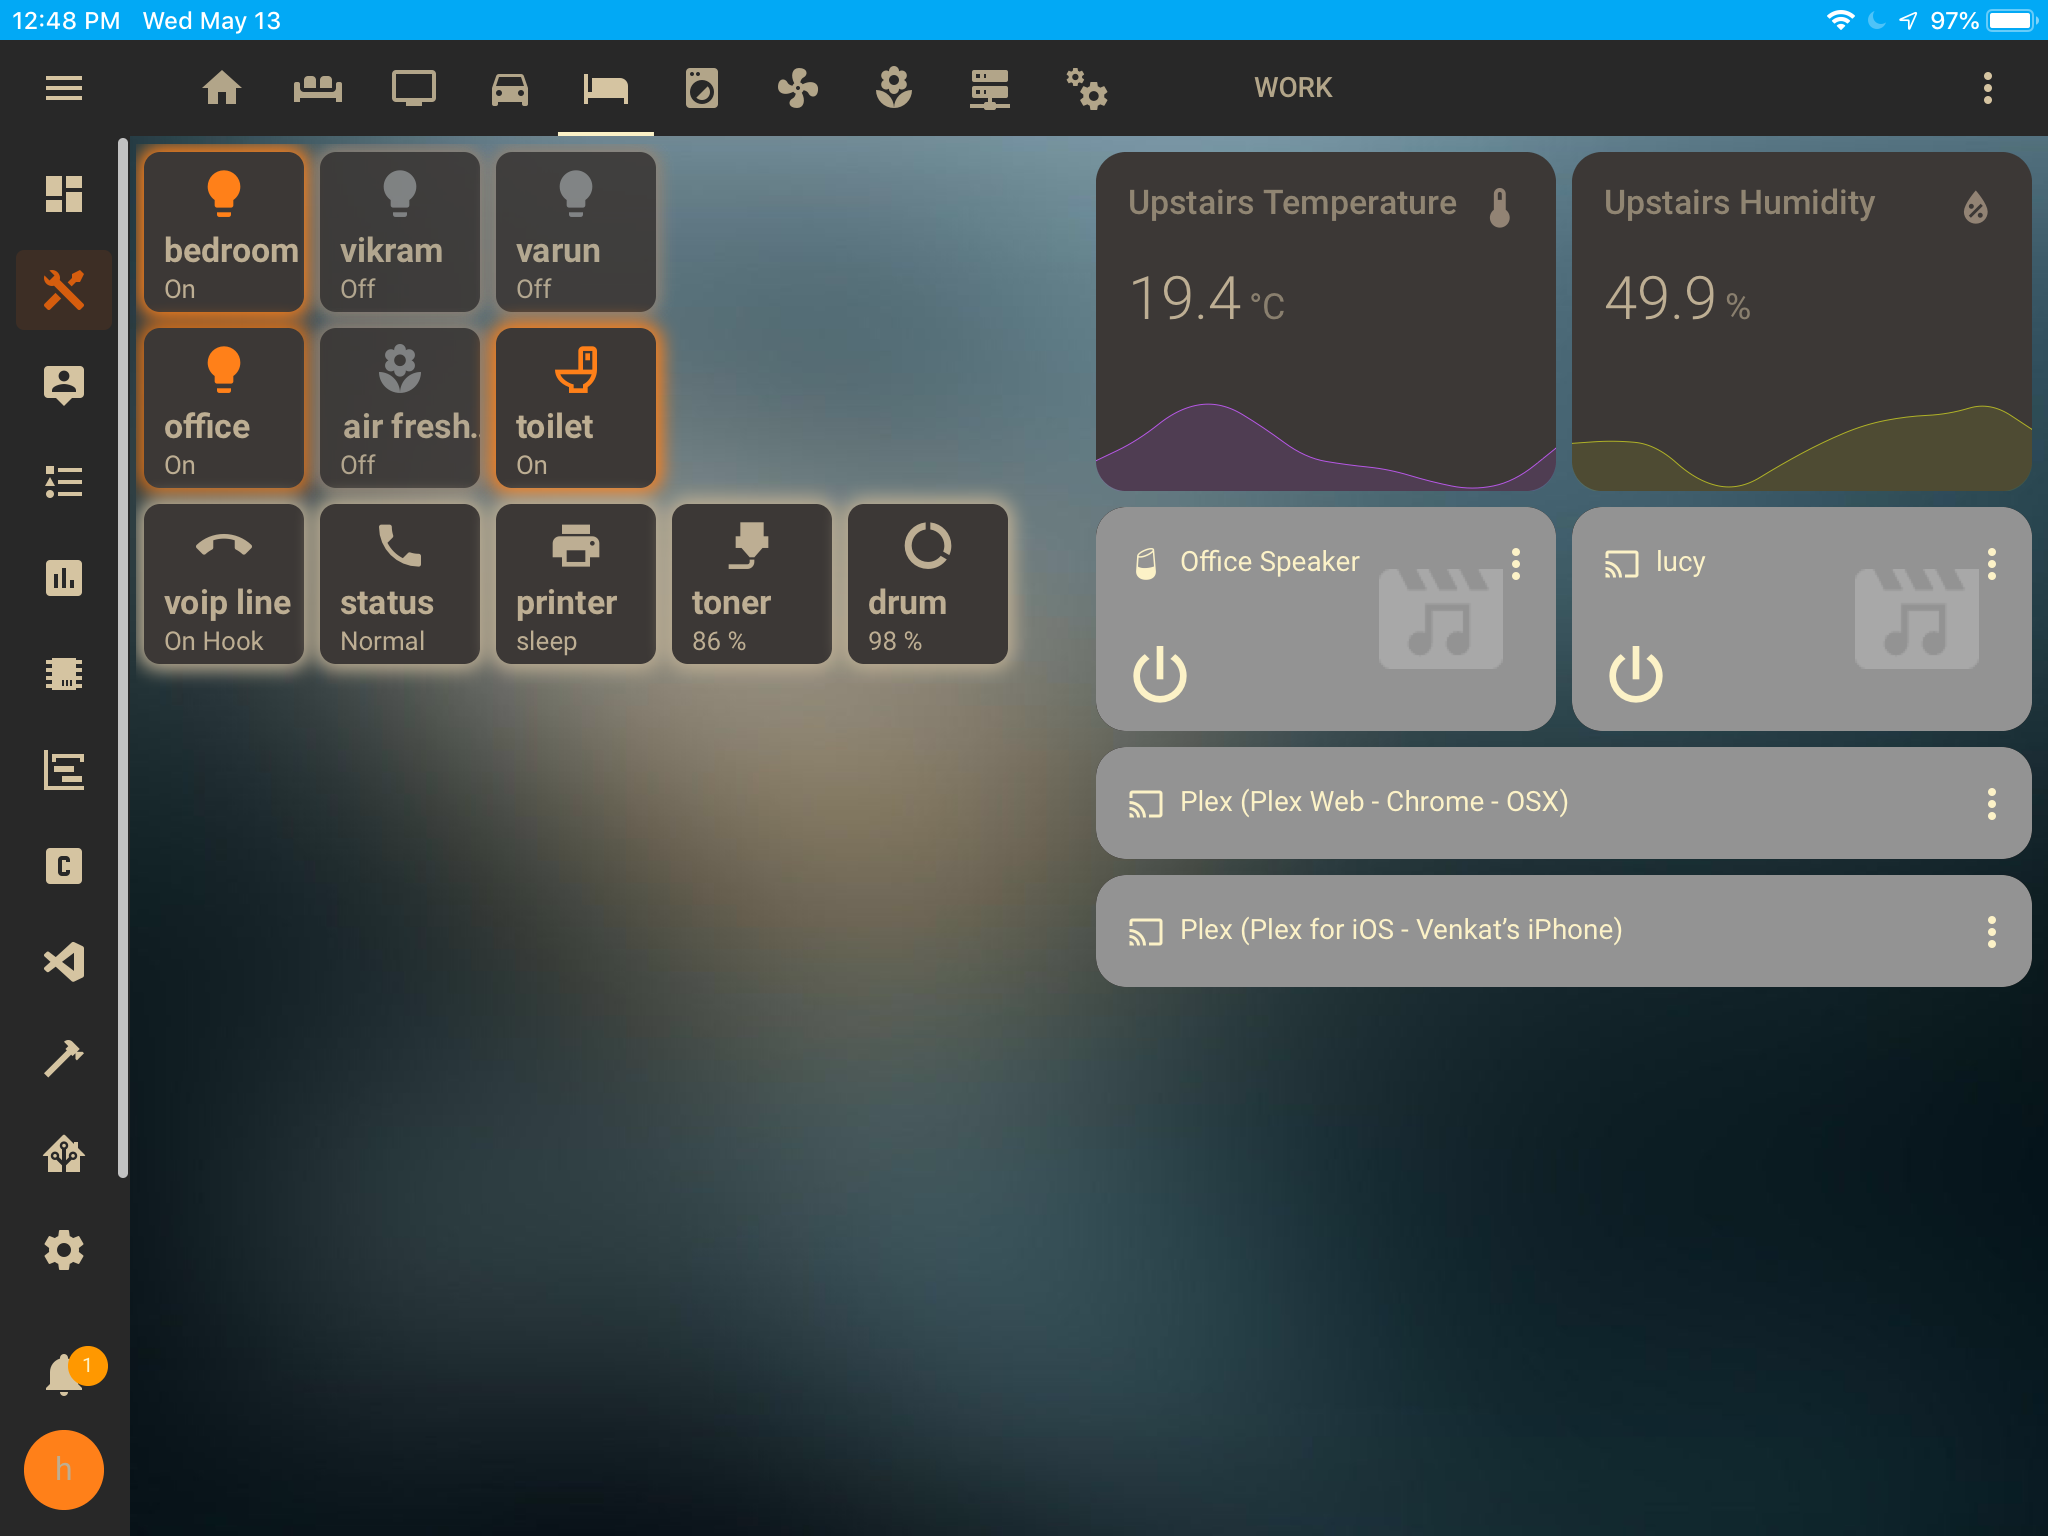 12:48 PM Wed May 13
97%
WORK
bedroom
On
vikram
Off
varun
Off
office
On
air fresh..
Off
toilet
On
voip line
On Hook
status
Normal
printer
sleep
toner
86 %
drum
98 %
Upstairs Temperature
19.4 °C
Upstairs Humidity
49.9 %
Office Speaker
lucy
Plex (Plex Web - Chrome - OSX)
Plex (Plex for iOS - Venkat’s iPhone)
C
1
h